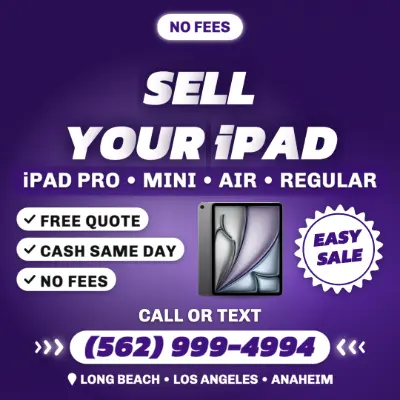 NO FEES
SELL
YOUR iPAD
iPAD PRO • MINI • AIR • REGULAR
✓ FREE QUOTE
✓ CASH SAME DAY
✓ NO FEES
EASY
SALE
CALL OR TEXT
››› (562) 999-4994 ‹‹‹
LONG BEACH • LOS ANGELES • ANAHEIM